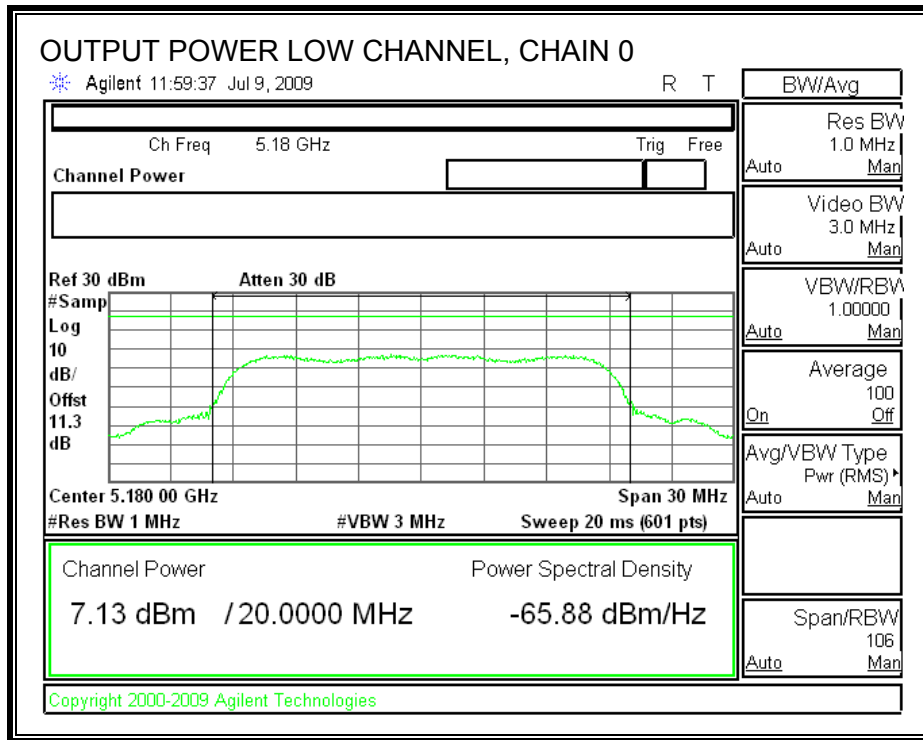 OUTPUT POWER LOW CHANNEL, CHAIN 0
Agilent 11:59:37 Jul 9, 2009
R T
Ch Freq 5.18 GHz
Trig Free
Channel Power
Ref 30 dBm
Atten 30 dB
#Samp
Log
10
dB/
Offst
11.3
dB
Center 5.180 00 GHz
Span 30 MHz
#Res BW 1 MHz
#VBW 3 MHz
Sweep 20 ms (601 pts)
Channel Power
Power Spectral Density
7.13 dBm /20.0000 MHz
-65.88 dBm/Hz
Copyright 2000-2009 Agilent Technologies
BW/Avg
Res BW
1.0 MHz
Auto Man
Video BW
3.0 MHz
Auto Man
VBW/RBW
1.00000
Auto Man
Average
100
On Off
Avg/VBW Type
Pwr (RMS)
Auto Man
Span/RBW
106
Auto Man